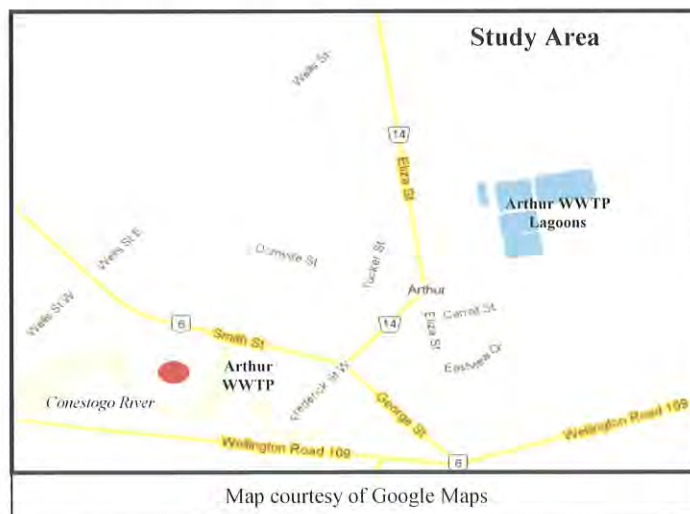 Study Area
Wells St
14
Eliza St
Arthur WWTP
Lagoons
Wells St E
Domville St
Tucker St
Arthur
Wells St W
6
Smith St
14
Eliza St
Carroll St
Eastview Dr
Arthur
WWTP
Frederick St W
George St
Conestogo River
Wellington Road 109
Wellington Road 109
6
Map courtesy of Google Maps